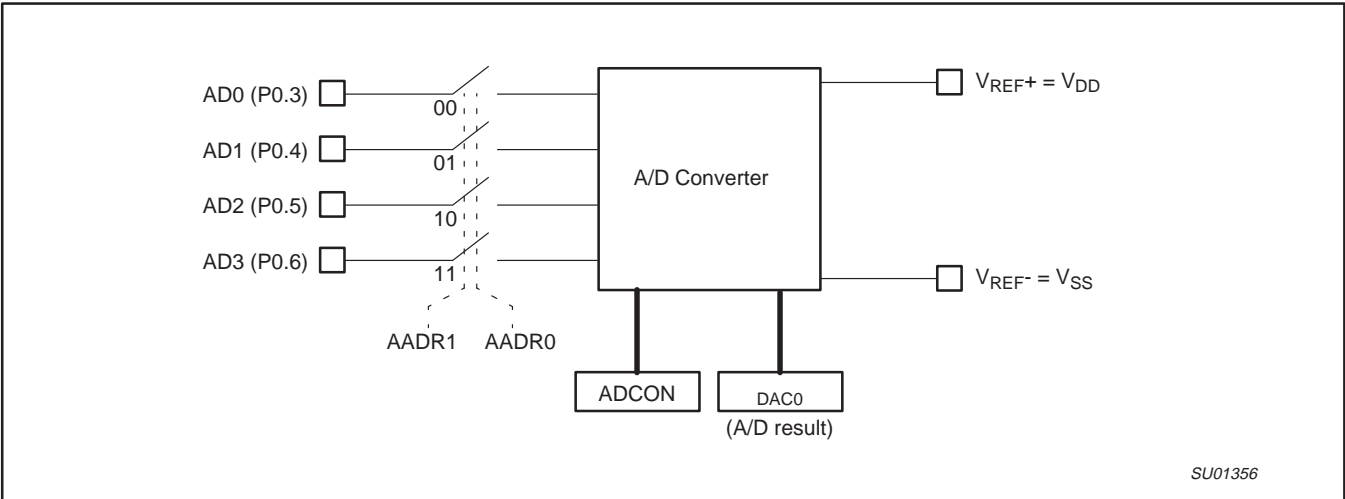 AD0 (P0.3)
00
AD1 (P0.4)
01
AD2 (P0.5)
10
AD3 (P0.6)
11
AADR1 AADR0
A/D Converter
VREF+ = VDD
VREF- = VSS
ADCON
DAC0
(A/D result)
SU01356